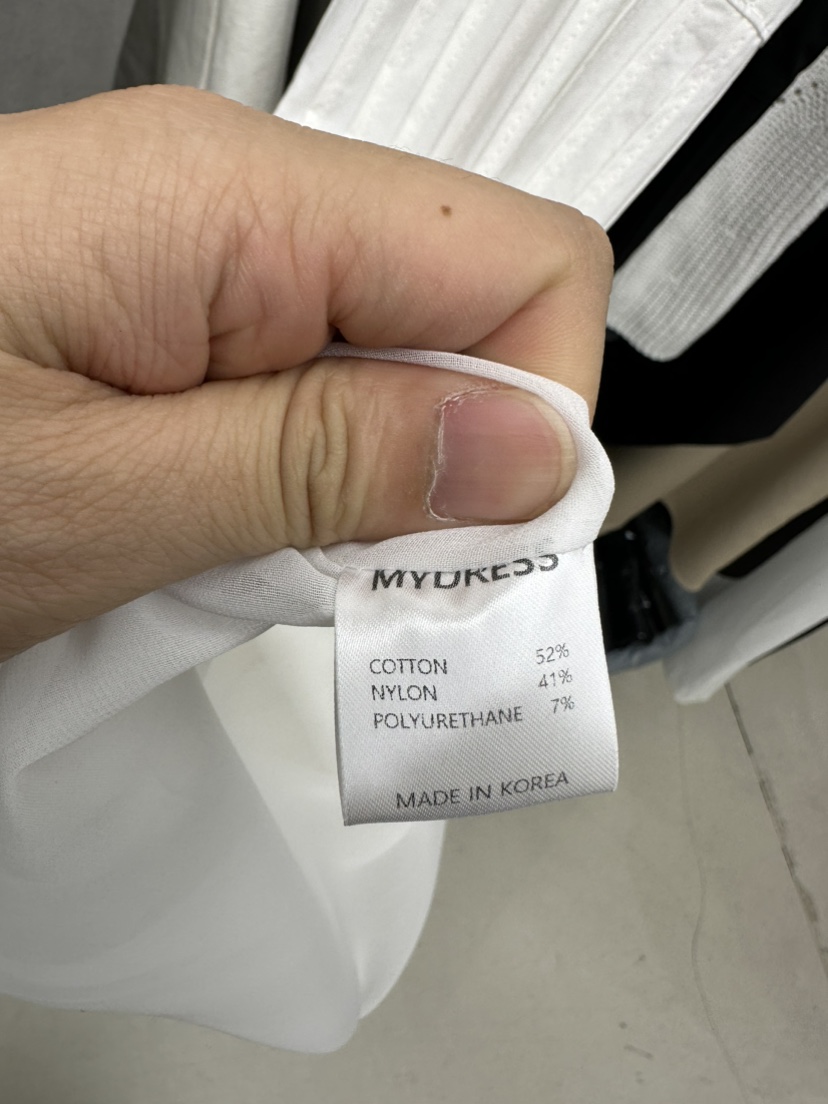 MYDRESS
COTTON 52%
NYLON 41%
POLYURETHANE 7%
MADE IN KOREA